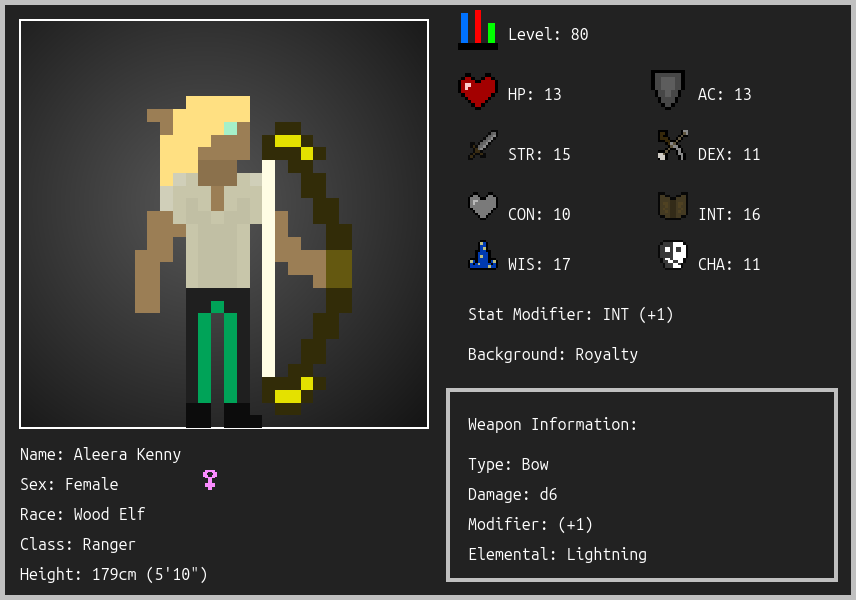 Level: 80
HP: 13
AC: 13
STR: 15
DEX: 11
CON: 10
INT: 16
WIS: 17
CHA: 11
Stat Modifier: INT (+1)
Background: Royalty
Weapon Information:
Type: Bow
Damage: d6
Modifier: (+1)
Elemental: Lightning
Name: Aleera Kenny
Sex: Female
Race: Wood Elf
Class: Ranger
Height: 179cm (5'10")